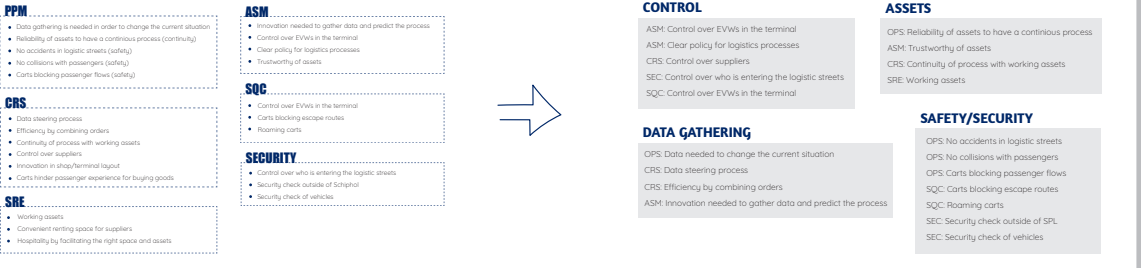 PPM
Data gathering is needed in order to change the current situation
Reliability of assets to have a continious process (continuity)
No accidents in logistic streets (safety)
No collisions with passengers (safety)
Carts blocking passenger flows (safety)
CRS
Data steering process
Efficiency by combining orders
Continuity of process with working assets
Control over suppliers
Innovation in shop/terminal layout
Carts hinder passenger experience for buying goods
SRE
Working assets
Convenient renting space for suppliers
Hospitality by facilitating the right space and assets
ASM
Innovation needed to gather data and predict the process
Control over EVWs in the terminal
Clear policy for logistics processes
Trustworthy of assets
SQC
Control over EVWs in the terminal
Carts blocking escape routes
Roaming carts
SECURITY
Control over who is entering the logistic streets
Security check outside of Schiphol
Security check of vehicles
CONTROL
ASM: Control over EVWs in the terminal
ASM: Clear policy for logistics processes
CRS: Control over suppliers
SEC: Control over who is entering the logistic streets
SQC: Control over EVWs in the terminal
DATA GATHERING
OPS: Data needed to change the current situation
CRS: Data steering process
CRS: Efficiency by combining orders
ASM: Innovation needed to gather data and predict the process
ASSETS
OPS: Reliability of assets to have a continious process
ASM: Trustworthy of assets
CRS: Continuity of process with working assets
SRE: Working assets
SAFETY/SECURITY
OPS: No accidents in logistic streets
OPS: No collisions with passengers
OPS: Carts blocking passenger flows
SQC: Carts blocking escape routes
SQC: Roaming carts
SEC: Security check outside of SPL
SEC: Security check of vehicles